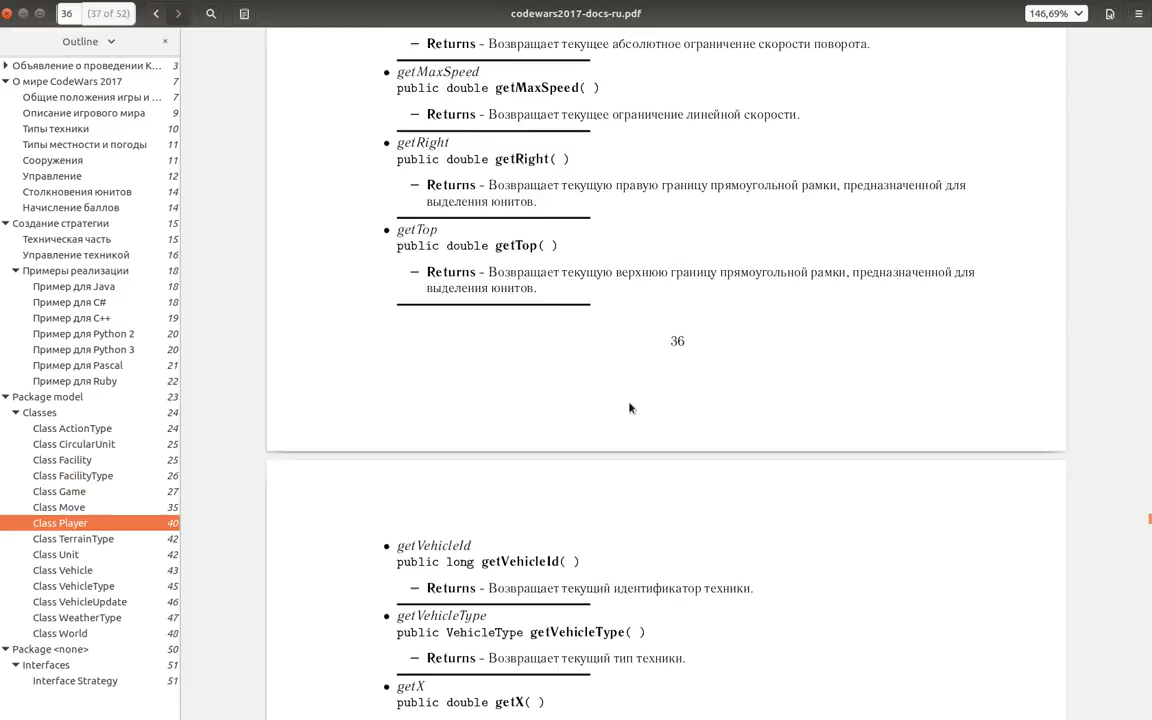 36
(37 of 52)
codewars2017-docs-ru.pdf
146,69%
Outline
Объявление о проведении К... 3
О мире CodeWars 2017 7
Общие положения игры и ... 7
Описание игрового мира 9
Типы техники 10
Типы местности и погоды 11
Сооружения 11
Управление 12
Столкновения юнитов 14
Начисление баллов 14
Создание стратегии 15
Техническая часть 15
Управление техникой 16
Примеры реализации 18
Пример для Java 18
Пример для C# 18
Пример для C++ 19
Пример для Python 2 20
Пример для Python 3 20
Пример для Pascal 21
Пример для Ruby 22
Package model 23
Classes 24
Class ActionType 24
Class CircularUnit 25
Class Facility 25
Class FacilityType 26
Class Game 27
Class Move 35
Class Player 40
Class TerrainType 42
Class Unit 42
Class Vehicle 43
Class VehicleType 45
Class VehicleUpdate 46
Class WeatherType 47
Class World 48
Package <none> 50
Interfaces 51
Interface Strategy 51
– Returns - Возвращает текущее абсолютное ограничение скорости поворота.
• getMaxSpeed
public double getMaxSpeed( )
– Returns - Возвращает текущее ограничение линейной скорости.
• getRight
public double getRight( )
– Returns - Возвращает текущую правую границу прямоугольной рамки, предназначенной для
выделения юнитов.
• getTop
public double getTop( )
– Returns - Возвращает текущую верхнюю границу прямоугольной рамки, предназначенной для
выделения юнитов.
36
• getVehicleId
public long getVehicleId( )
– Returns - Возвращает текущий идентификатор техники.
• getVehicleType
public VehicleType getVehicleType( )
– Returns - Возвращает текущий тип техники.
• getX
public double getX( )